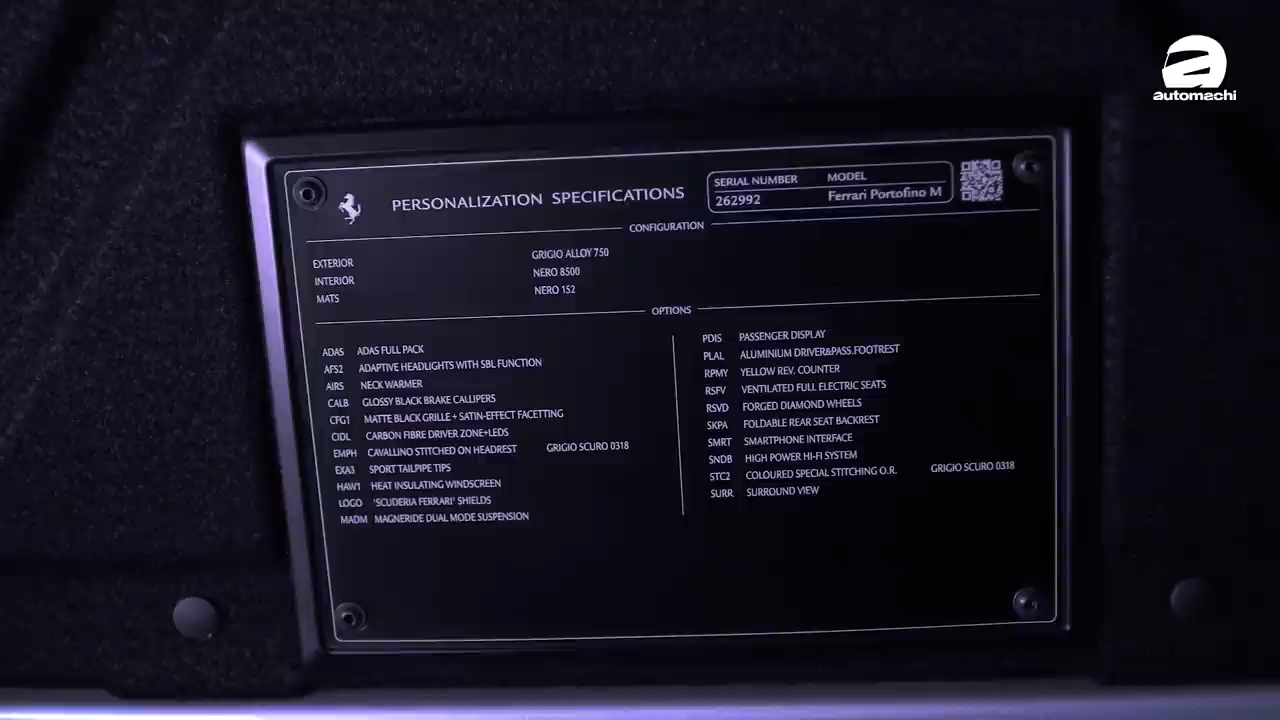 automachi
PERSONALIZATION SPECIFICATIONS
SERIAL NUMBER MODEL
262992 Ferrari Portofino M
CONFIGURATION
EXTERIOR GRIGIO ALLOY 750
INTERIOR NERO 8500
MATS NERO 152
OPTIONS
ADAS ADAS FULL PACK
AFS2 ADAPTIVE HEADLIGHTS WITH SBL FUNCTION
AIRS NECK WARMER
CALB GLOSSY BLACK BRAKE CALLIPERS
CFG1 MATTE BLACK GRILLE + SATIN-EFFECT FACETTING
CIDL CARBON FIBRE DRIVER ZONE+LEDS
EMPH CAVALLINO STITCHED ON HEADREST GRIGIO SCURO 0318
EXA3 SPORT TAILPIPE TIPS
HAW1 HEAT INSULATING WINDSCREEN
LOGO 'SCUDERIA FERRARI' SHIELDS
MADM MAGNERIDE DUAL MODE SUSPENSION
PDIS PASSENGER DISPLAY
PLAL ALUMINIUM DRIVER&PASS.FOOTREST
RPMY YELLOW REV. COUNTER
RSFV VENTILATED FULL ELECTRIC SEATS
RSVD FORGED DIAMOND WHEELS
SKPA FOLDABLE REAR SEAT BACKREST
SMRT SMARTPHONE INTERFACE
SNDB HIGH POWER HI-FI SYSTEM
STC2 COLOURED SPECIAL STITCHING O.R. GRIGIO SCURO 0318
SURR SURROUND VIEW